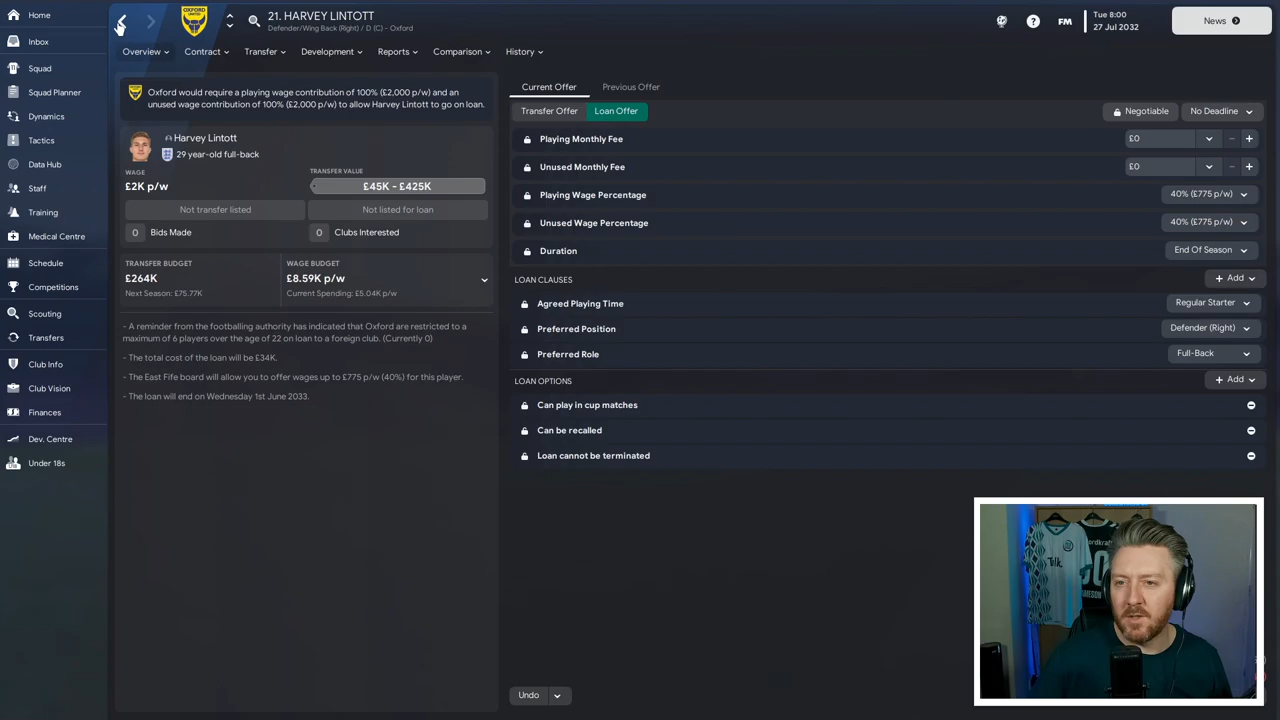 Home
Inbox
Squad
Squad Planner
Dynamics
Tactics
Data Hub
Staff
Training
Medical Centre
Schedule
Competitions
Scouting
Transfers
Club Info
Club Vision
Finances
Dev. Centre
Under 18s
OXFORD UNITED
21. HARVEY LINTOTT
Defender/Wing Back (Right) / D (C) - Oxford
FM
Tue 8:00
27 Jul 2032
News
Overview
Contract
Transfer
Development
Reports
Comparison
History
Oxford would require a playing wage contribution of 100% (£2,000 p/w) and an
unused wage contribution of 100% (£2,000 p/w) to allow Harvey Lintott to go on loan.
Harvey Lintott
29 year-old full-back
WAGE
£2K p/w
TRANSFER VALUE
£45K - £425K
Not transfer listed
Not listed for loan
0 Bids Made
0 Clubs Interested
TRANSFER BUDGET
£264K
Next Season: £75.77K
WAGE BUDGET
£8.59K p/w
Current Spending: £5.04K p/w
- A reminder from the footballing authority has indicated that Oxford are restricted to a
maximum of 6 players over the age of 22 on loan to a foreign club. (Currently 0)
- The total cost of the loan will be £34K.
- The East Fife board will allow you to offer wages up to £775 p/w (40%) for this player.
- The loan will end on Wednesday 1st June 2033.
Current Offer
Previous Offer
Transfer Offer
Loan Offer
Negotiable
No Deadline
Playing Monthly Fee £0
Unused Monthly Fee £0
Playing Wage Percentage 40% (£775 p/w)
Unused Wage Percentage 40% (£775 p/w)
Duration End Of Season
LOAN CLAUSES + Add
Agreed Playing Time Regular Starter
Preferred Position Defender (Right)
Preferred Role Full-Back
LOAN OPTIONS + Add
Can play in cup matches
Can be recalled
Loan cannot be terminated
Undo